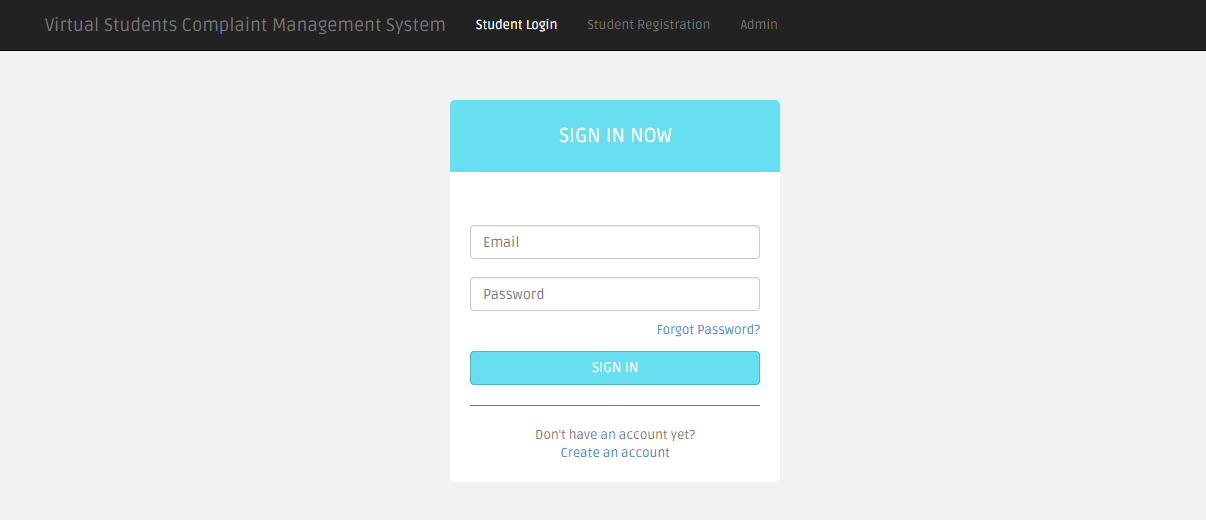 Virtual Students Complaint Management System Student Login Student Registration Admin
SIGN IN NOW
Email
Password
Forgot Password?
SIGN IN
Don't have an account yet?
Create an account